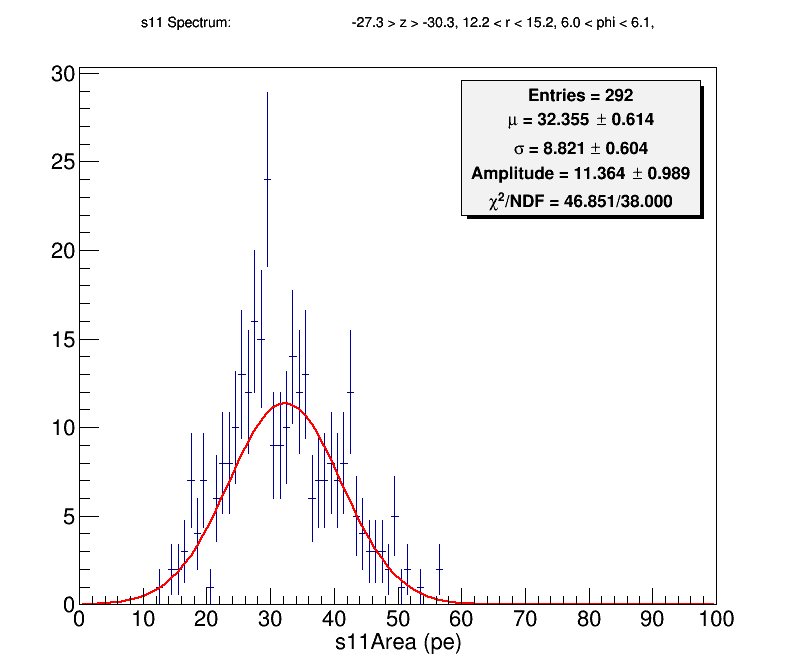 s11 Spectrum: -27.3 > z > -30.3, 12.2 < r < 15.2, 6.0 < phi < 6.1,
Entries = 292
μ = 32.355 ± 0.614
σ = 8.821 ± 0.604
Amplitude = 11.364 ± 0.989
χ²/NDF = 46.851/38.000
30
25
20
15
10
5
0
0 10 20 30 40 50 60 70 80 90 100
s11Area (pe)